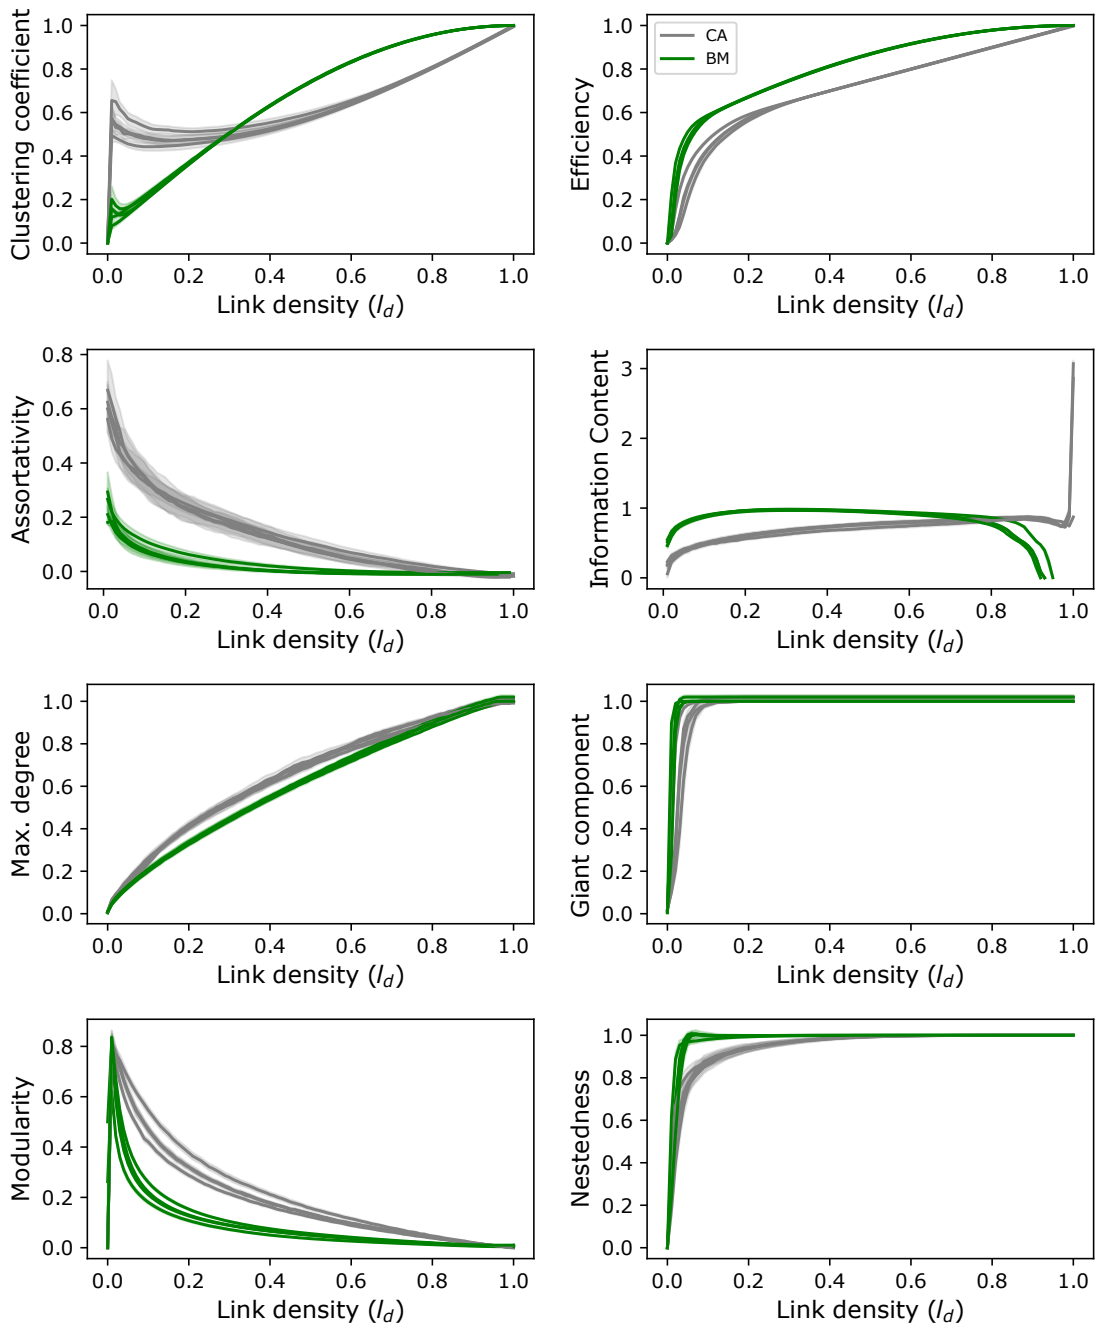 Clustering coefficient
1.0
0.8
0.6
0.4
0.2
0.0
0.0 0.2 0.4 0.6 0.8 1.0
Link density (l_d)
Efficiency
1.0
0.8
0.6
0.4
0.2
0.0
CA
BM
0.0 0.2 0.4 0.6 0.8 1.0
Link density (l_d)
Assortativity
0.8
0.6
0.4
0.2
0.0
0.0 0.2 0.4 0.6 0.8 1.0
Link density (l_d)
Information Content
3
2
1
0
0.0 0.2 0.4 0.6 0.8 1.0
Link density (l_d)
Max. degree
1.0
0.8
0.6
0.4
0.2
0.0
0.0 0.2 0.4 0.6 0.8 1.0
Link density (l_d)
Giant component
1.0
0.8
0.6
0.4
0.2
0.0
0.0 0.2 0.4 0.6 0.8 1.0
Link density (l_d)
Modularity
0.8
0.6
0.4
0.2
0.0
0.0 0.2 0.4 0.6 0.8 1.0
Link density (l_d)
Nestedness
1.0
0.8
0.6
0.4
0.2
0.0
0.0 0.2 0.4 0.6 0.8 1.0
Link density (l_d)